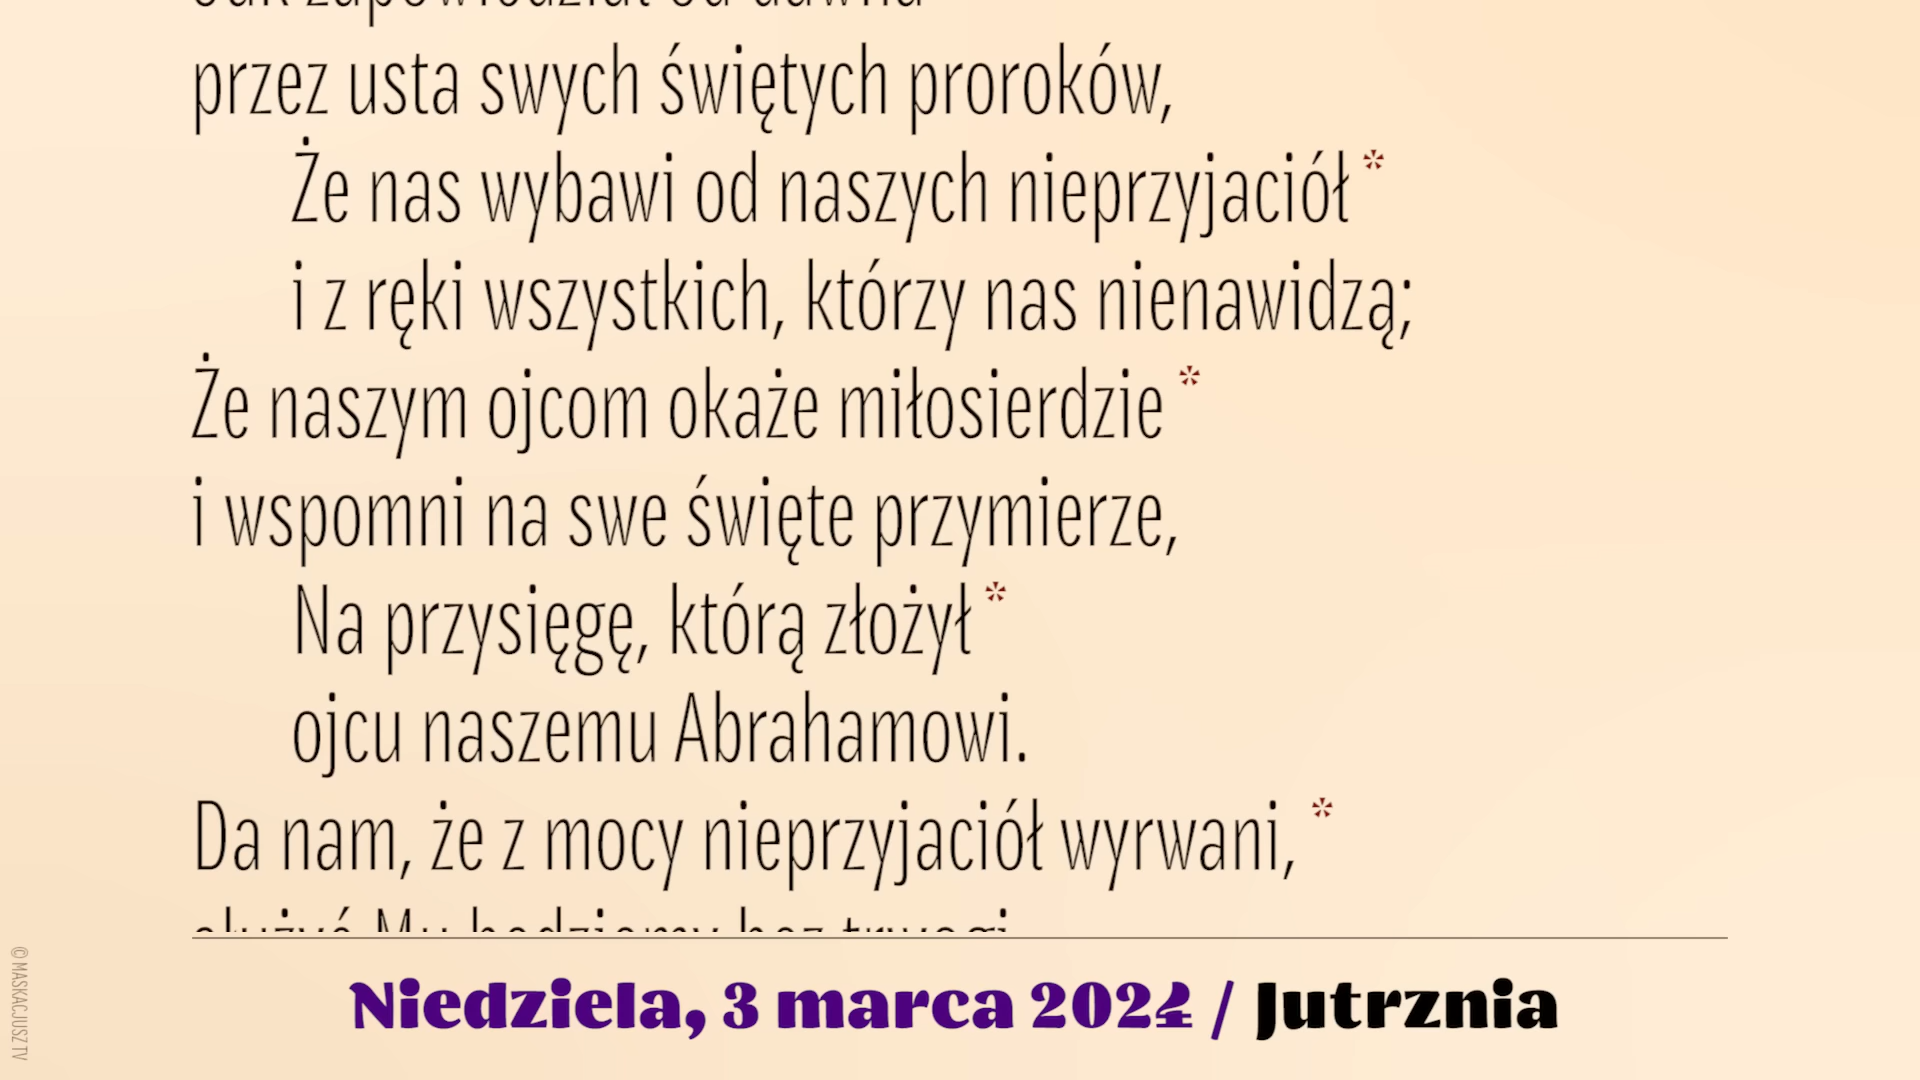 przez usta swych świętych proroków,
Że nas wybawi od naszych nieprzyjaciół *
i z ręki wszystkich, którzy nas nienawidzą;
Że naszym ojcom okaże miłosierdzie *
i wspomni na swe święte przymierze,
Na przysięgę, którą złożył *
ojcu naszemu Abrahamowi.
Da nam, że z mocy nieprzyjaciół wyrwani, *
Niedziela, 3 marca 2024 / Jutrznia
© MASKACJUSZ TV